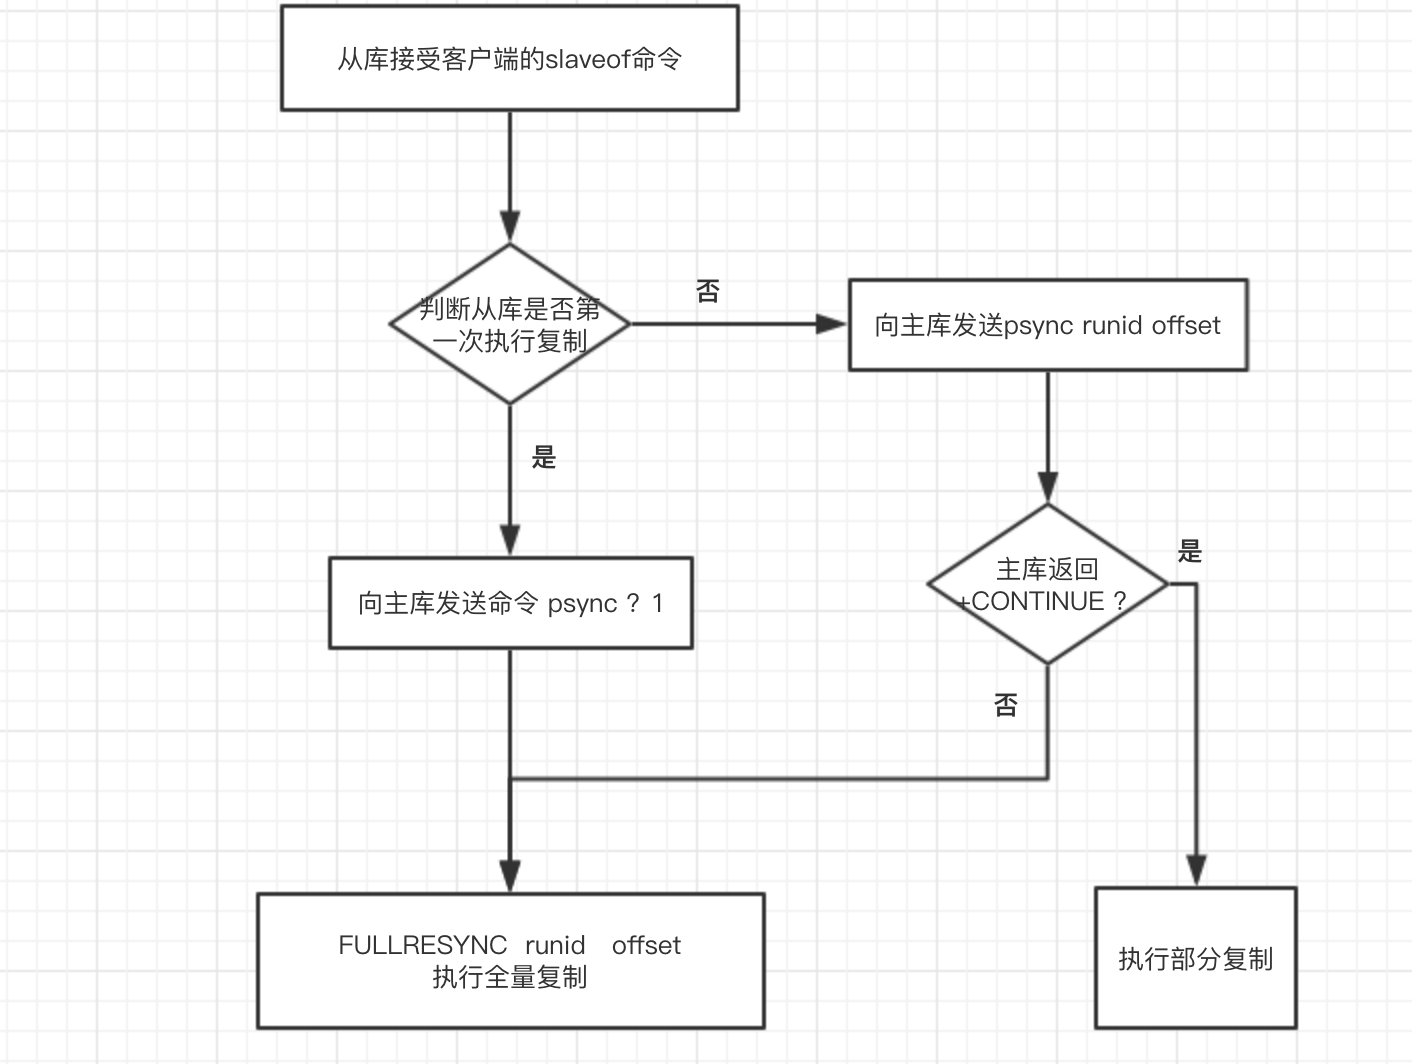 从库接受客户端的slaveof命令
判断从库是否第
一次执行复制
否
向主库发送psync runid offset
是
主库返回
+CONTINUE ?
是
向主库发送命令 psync ? 1
否
FULLRESYNC runid offset
执行全量复制
执行部分复制